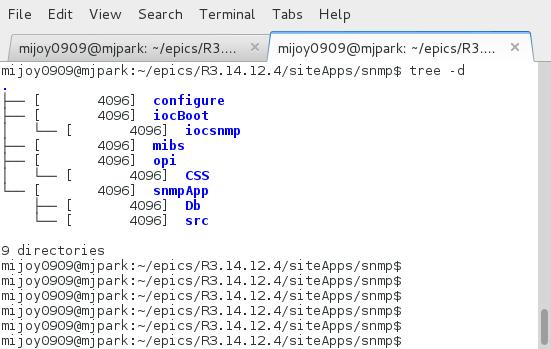 File Edit View Search Terminal Tabs Help
mijoy0909@mjpark: ~/epics/R3.... × mijoy0909@mjpark: ~/epics/R3.... ×
mijoy0909@mjpark:~/epics/R3.14.12.4/siteApps/snmp$ tree -d
.
├── [       4096]  configure
├── [       4096]  iocBoot
│   └── [       4096]  iocsnmp
├── [       4096]  mibs
├── [       4096]  opi
│   └── [       4096]  CSS
└── [       4096]  snmpApp
    ├── [       4096]  Db
    └── [       4096]  src
9 directories
mijoy0909@mjpark:~/epics/R3.14.12.4/siteApps/snmp$
mijoy0909@mjpark:~/epics/R3.14.12.4/siteApps/snmp$
mijoy0909@mjpark:~/epics/R3.14.12.4/siteApps/snmp$
mijoy0909@mjpark:~/epics/R3.14.12.4/siteApps/snmp$
mijoy0909@mjpark:~/epics/R3.14.12.4/siteApps/snmp$
mijoy0909@mjpark:~/epics/R3.14.12.4/siteApps/snmp$